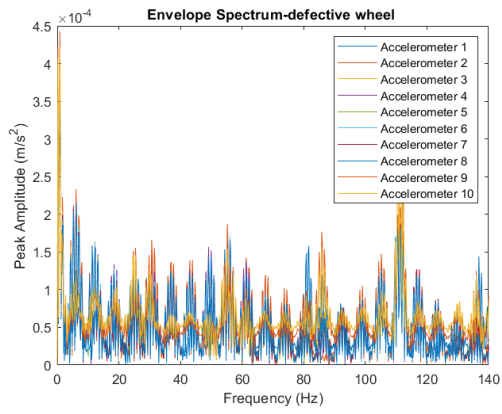 Envelope Spectrum-defective wheel
×10⁻⁴
4.5
4
3.5
3
2.5
2
1.5
1
0.5
0
Peak Amplitude (m/s²)
Accelerometer 1
Accelerometer 2
Accelerometer 3
Accelerometer 4
Accelerometer 5
Accelerometer 6
Accelerometer 7
Accelerometer 8
Accelerometer 9
Accelerometer 10
0 20 40 60 80 100 120 140
Frequency (Hz)